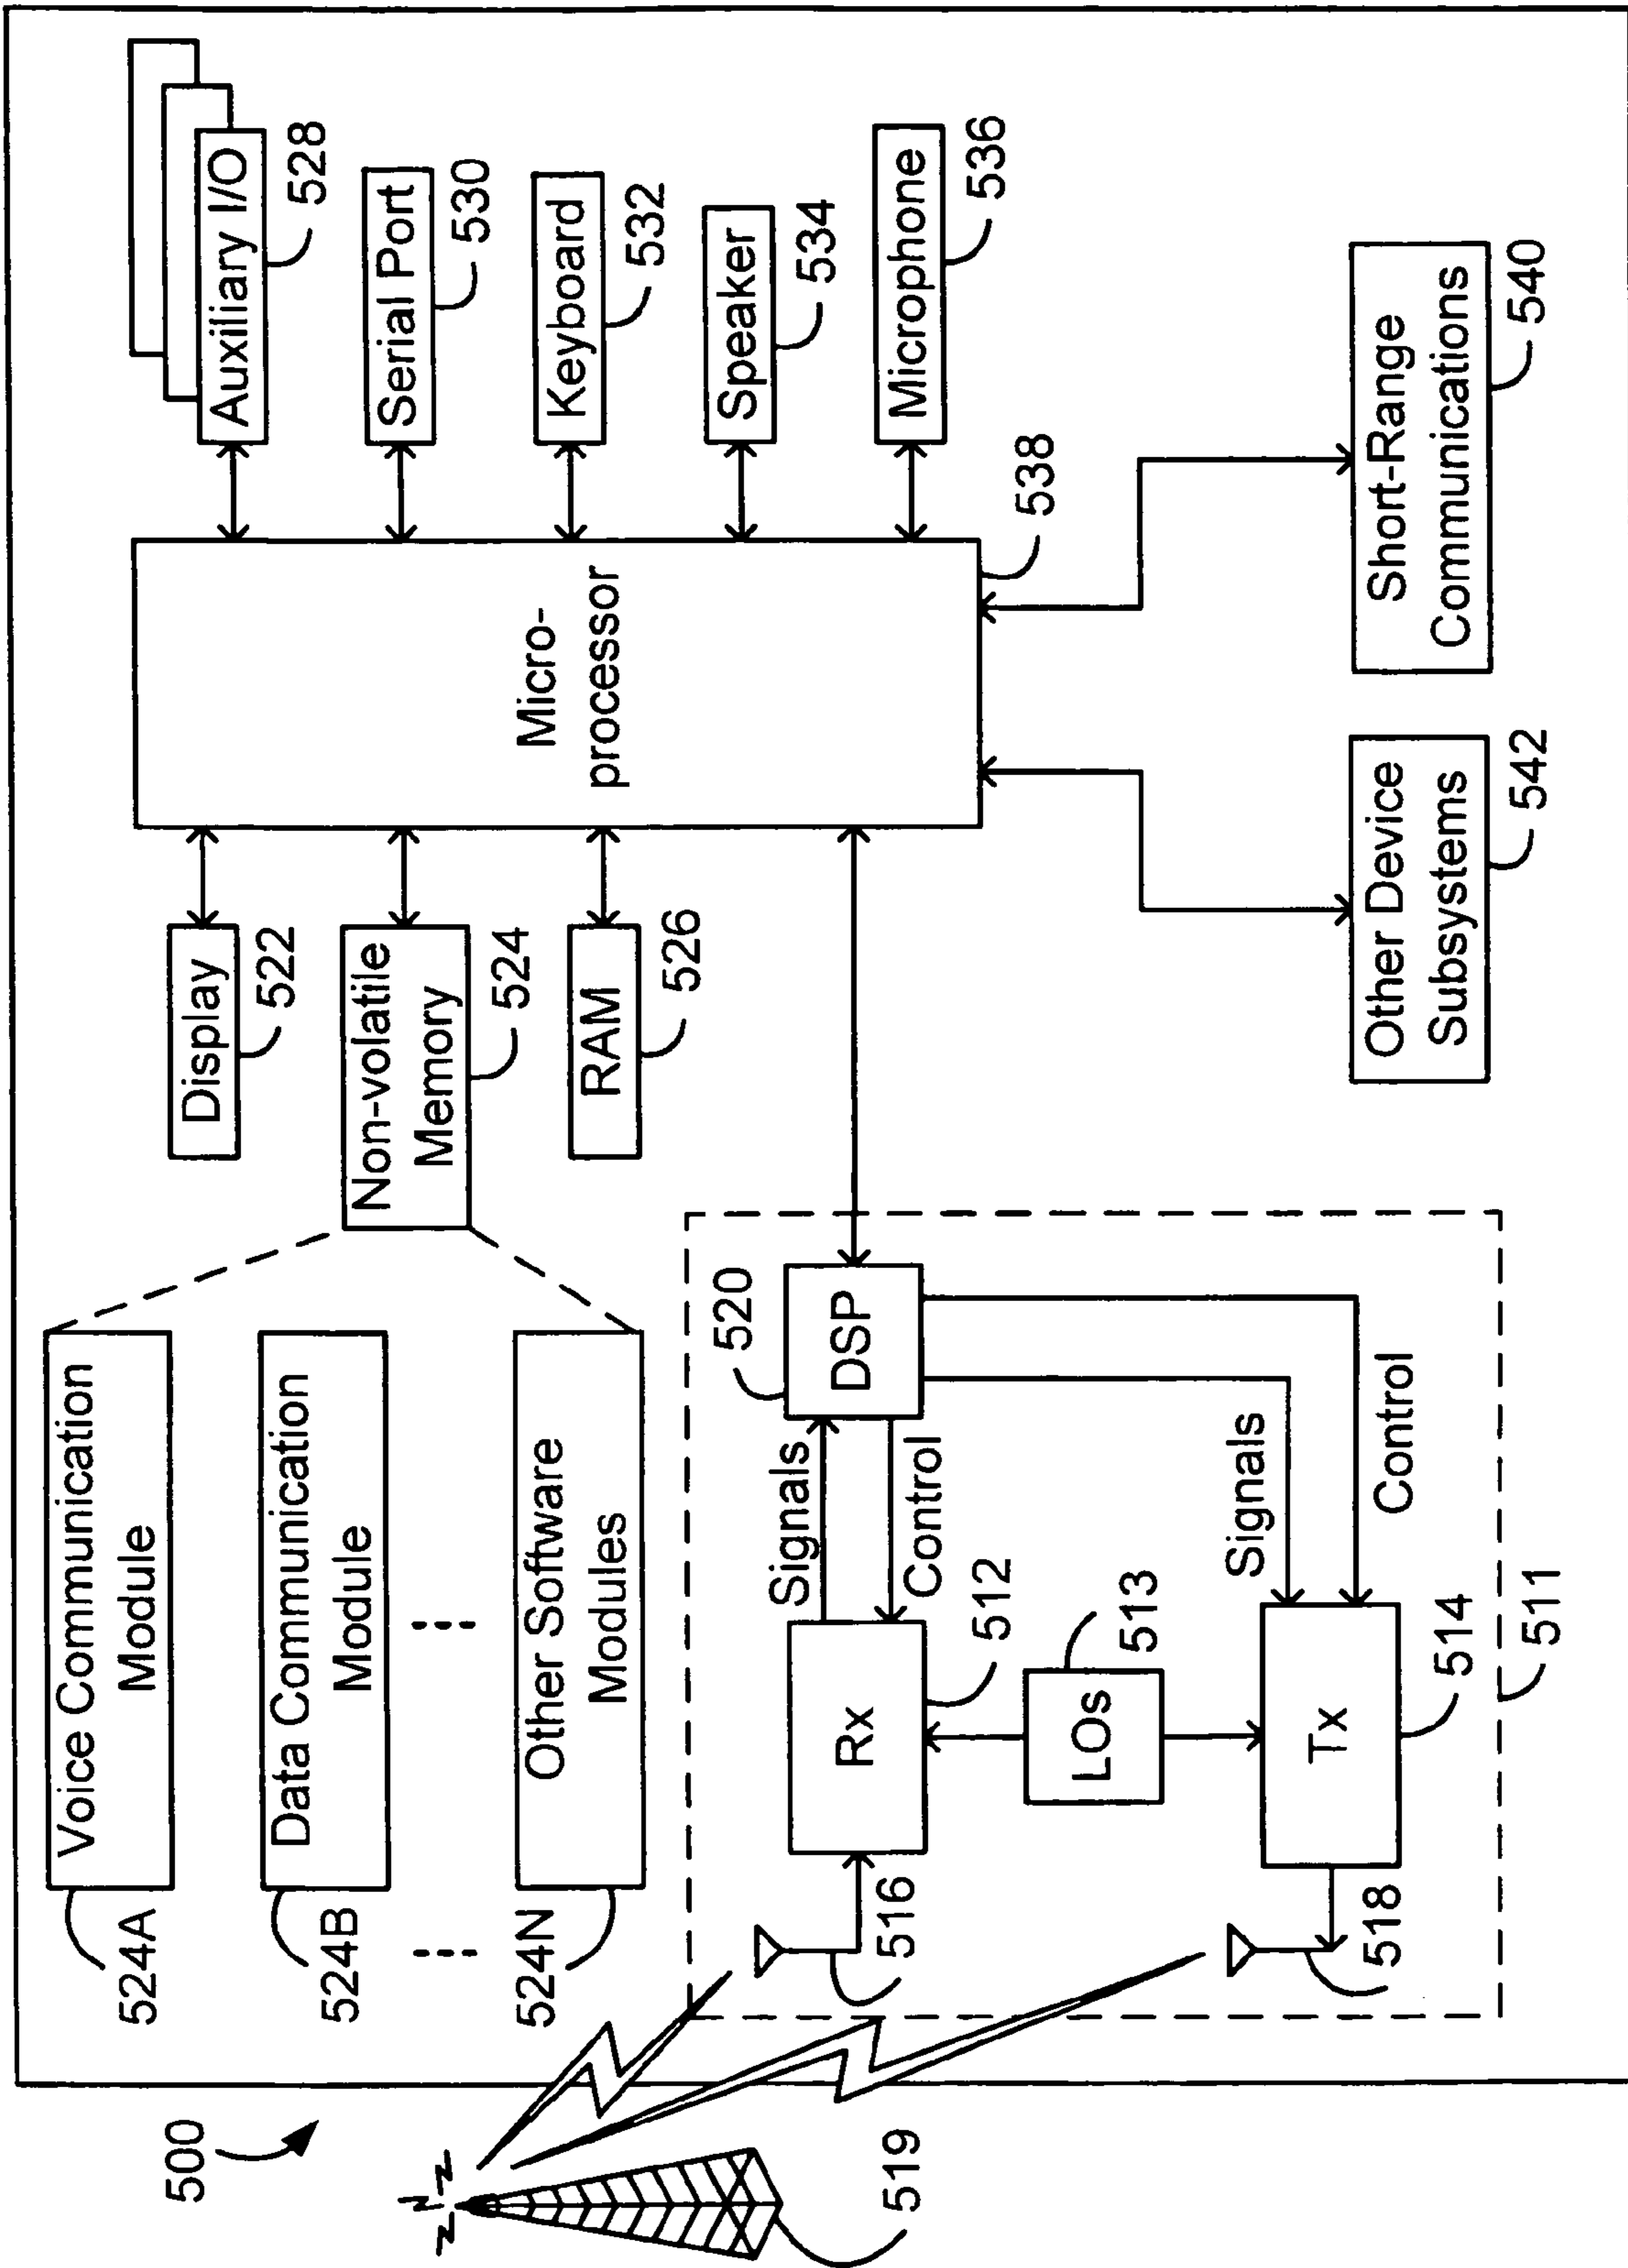 500
519
Voice Communication
Module
524A
Data Communication
Module
524B
Other Software
Modules
524N
Display
522
Non-volatile
Memory
524
RAM
526
Micro-
processor
538
Auxiliary I/O
528
Serial Port
530
Keyboard
532
Speaker
534
Microphone
536
Short-Range
Communications
540
Other Device
Subsystems
542
DSP
520
Signals
Control
Rx
512
516
LOs
513
Signals
Control
Tx
514
518
511